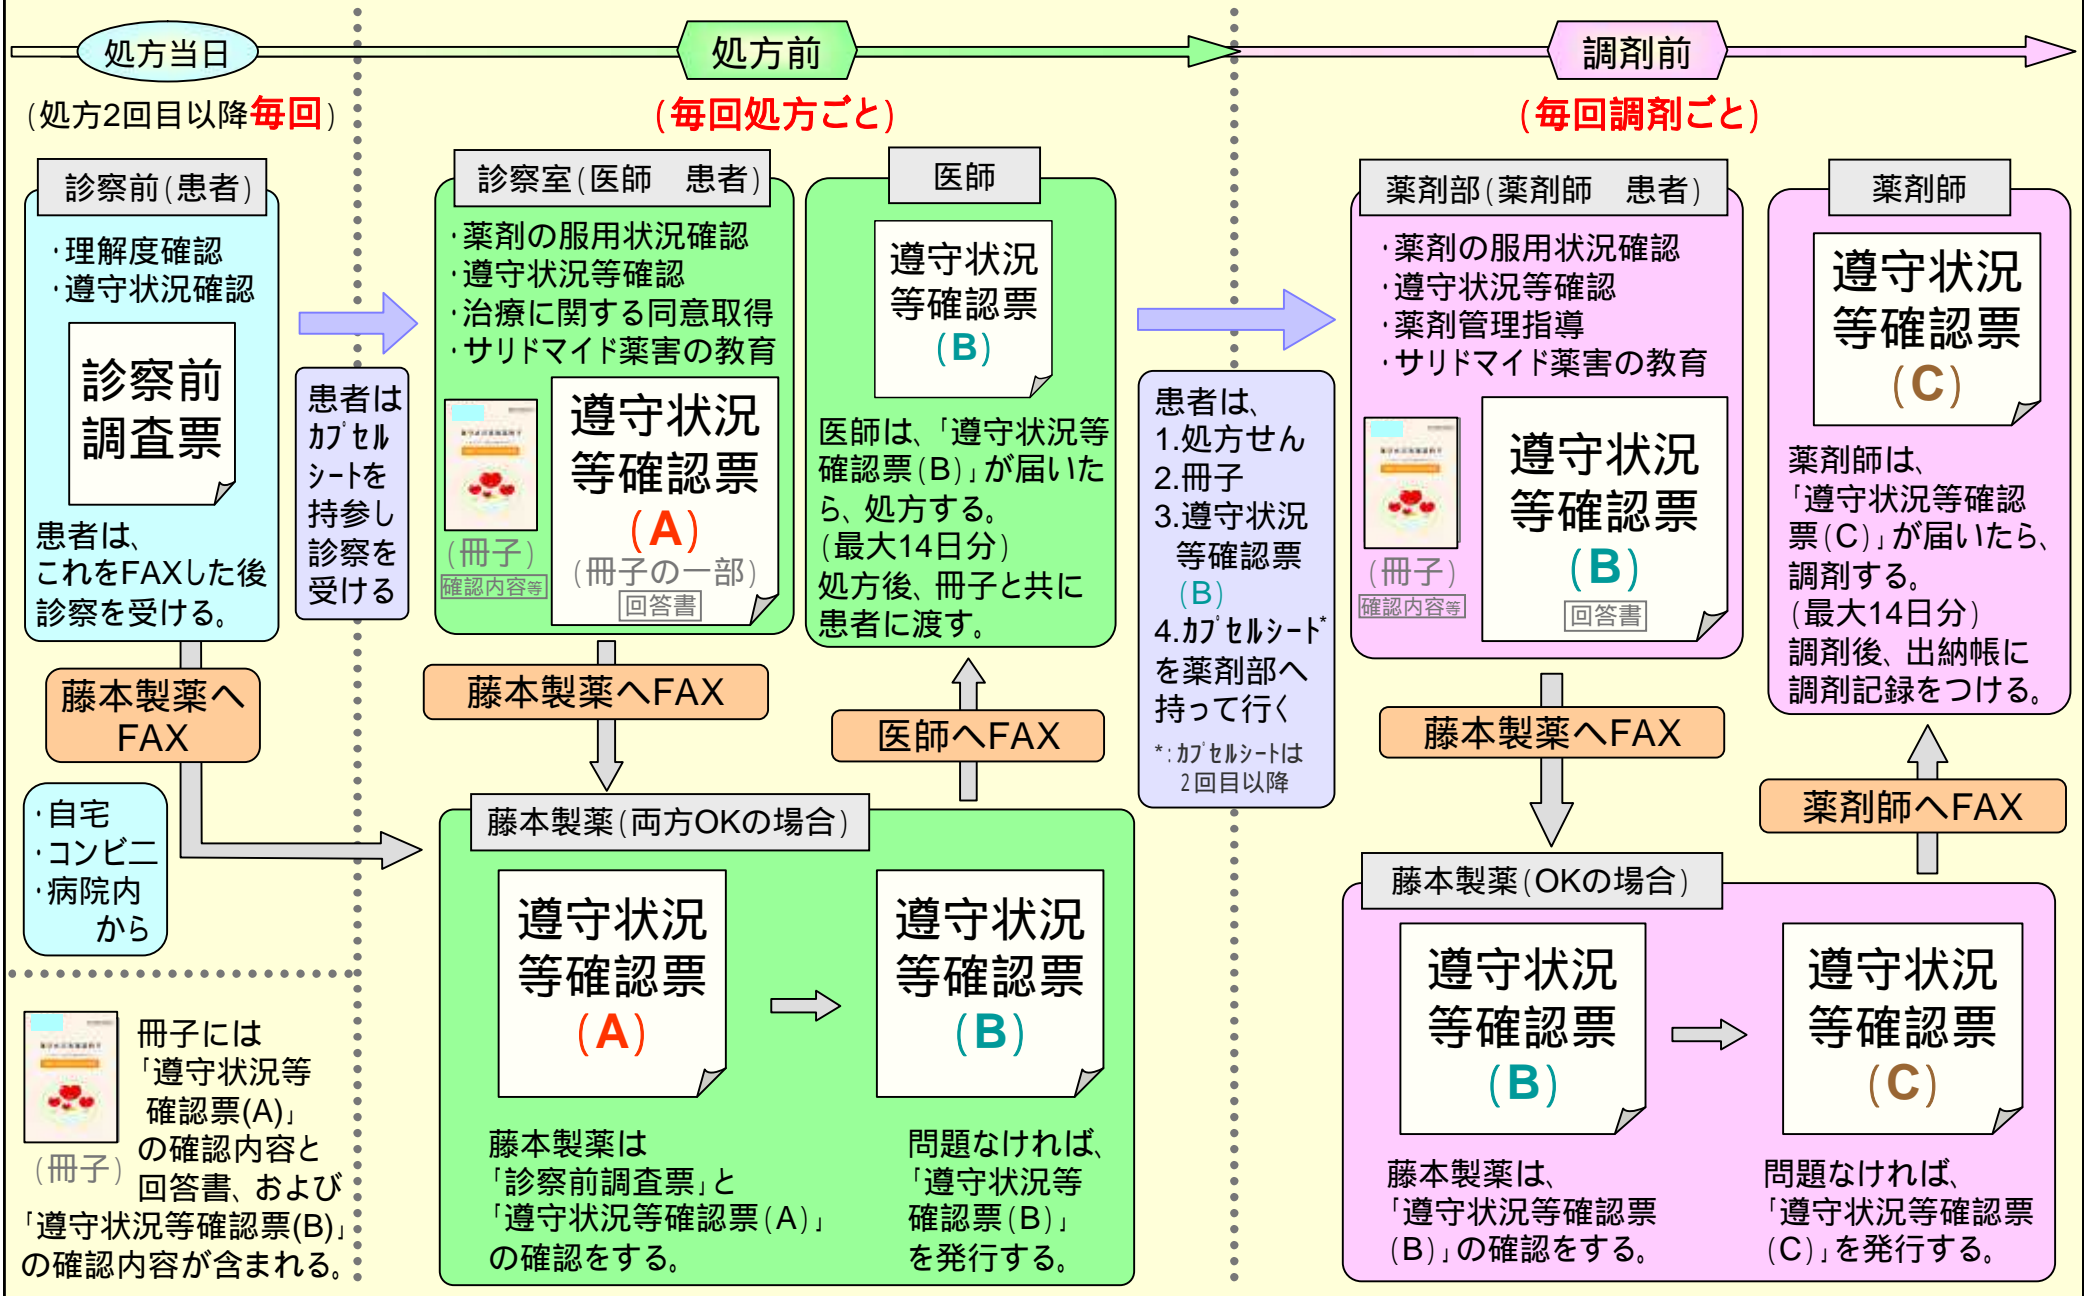 処方当日
処方前
調剤前
(処方2回目以降毎回)
(毎回処方ごと)
(毎回調剤ごと)
診察前(患者)
・理解度確認
・遵守状況確認
診察前
調査票
患者は、
これをFAXした後
診察を受ける。
藤本製薬へ
FAX
・自宅
・コンビニ
・病院内
から
患者は
ｶﾌﾟｾﾙ
ｼｰﾄを
持参し
診察を
受ける
診察室(医師　患者)
・薬剤の服用状況確認
・遵守状況等確認
・治療に関する同意取得
・サリドマイド薬害の教育
(冊子)
確認内容等
遵守状況
等確認票
(A)
(冊子の一部)
回答書
藤本製薬へFAX
医師
遵守状況
等確認票
(B)
医師は、「遵守状況等
確認票(B)」が届いた
ら、処方する。
(最大14日分)
処方後、冊子と共に
患者に渡す。
医師へFAX
藤本製薬(両方OKの場合)
遵守状況
等確認票
(A)
遵守状況
等確認票
(B)
藤本製薬は
「診察前調査票」と
「遵守状況等確認票(A)」
の確認をする。
問題なければ、
「遵守状況等
確認票(B)」
を発行する。
患者は、
1.処方せん
2.冊子
3.遵守状況
等確認票
(B)
4.ｶﾌﾟｾﾙｼｰﾄ*
を薬剤部へ
持って行く
*:ｶﾌﾟｾﾙｼｰﾄは
2回目以降
薬剤部(薬剤師　患者)
・薬剤の服用状況確認
・遵守状況等確認
・薬剤管理指導
・サリドマイド薬害の教育
(冊子)
確認内容等
遵守状況
等確認票
(B)
回答書
藤本製薬へFAX
薬剤師
遵守状況
等確認票
(C)
薬剤師は、
「遵守状況等確認
票(C)」が届いたら、
調剤する。
(最大14日分)
調剤後、出納帳に
調剤記録をつける。
薬剤師へFAX
藤本製薬(OKの場合)
遵守状況
等確認票
(B)
遵守状況
等確認票
(C)
藤本製薬は、
「遵守状況等確認票
(B)」の確認をする。
問題なければ、
「遵守状況等確認票
(C)」を発行する。
(冊子)
冊子には
「遵守状況等
確認票(A)」
の確認内容と
回答書、および
「遵守状況等確認票(B)」
の確認内容が含まれる。